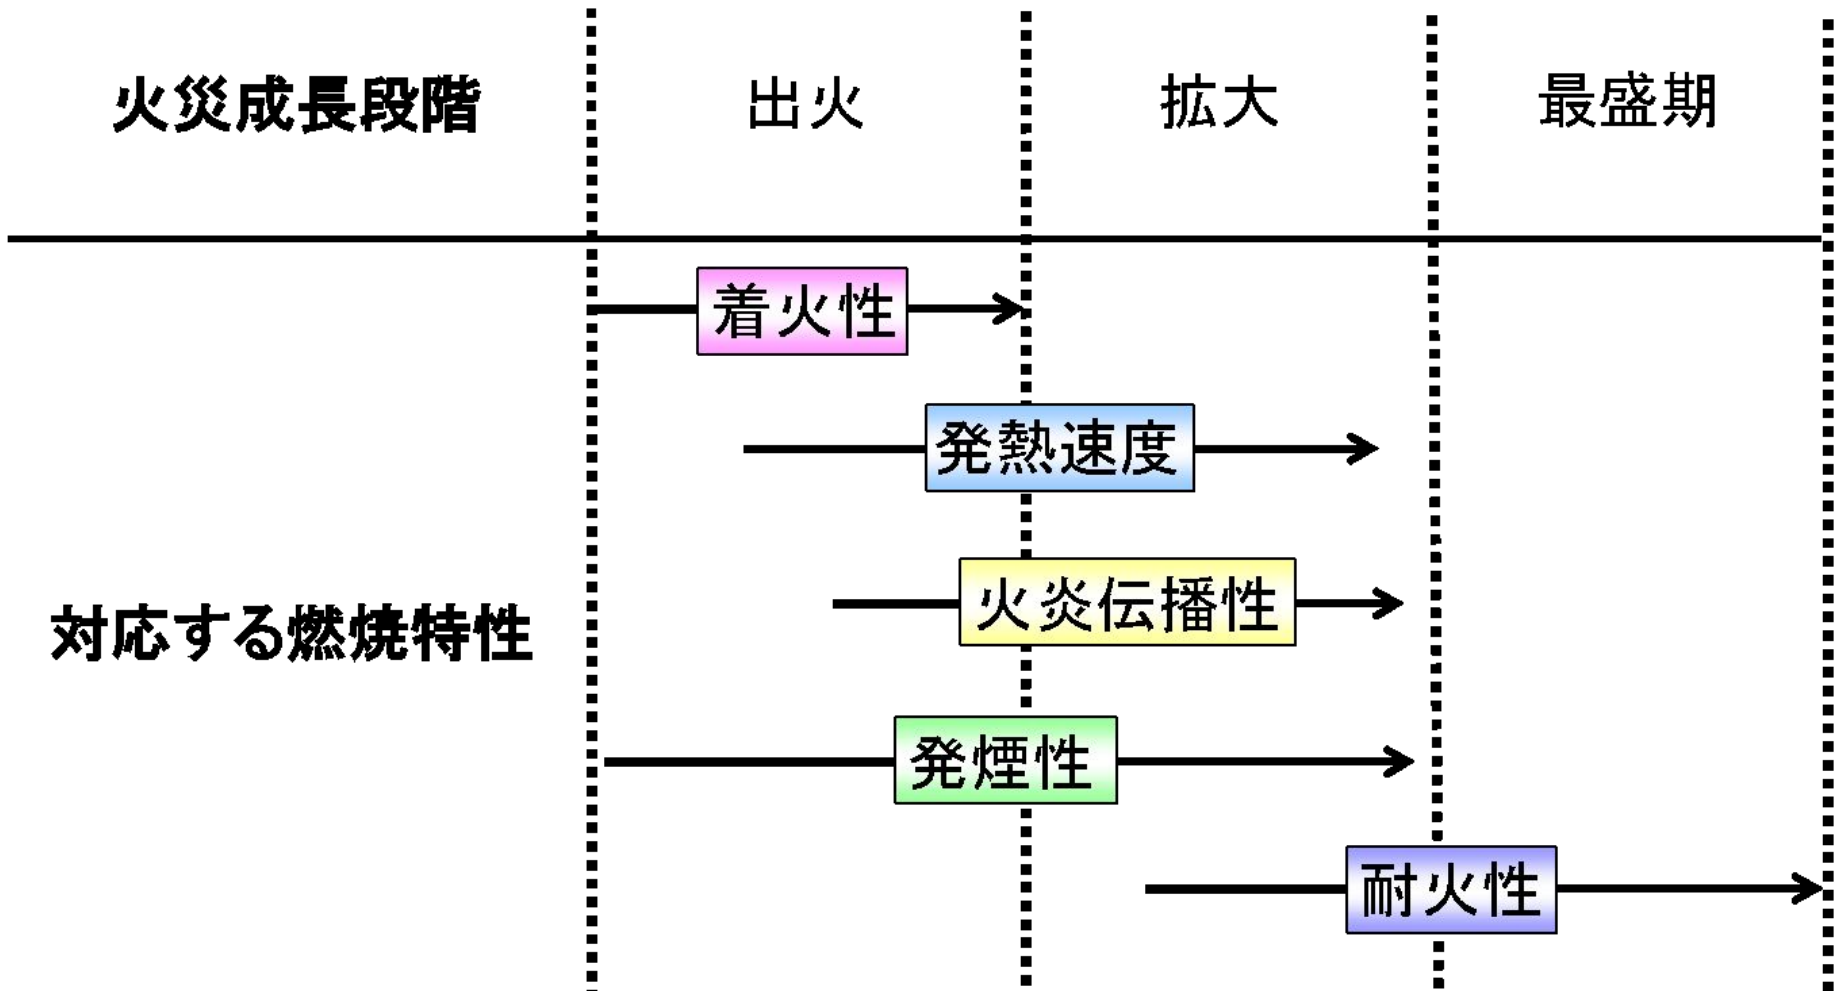 火災成長段階
出火
拡大
最盛期
着火性
発熱速度
火炎伝播性
対応する燃焼特性
発煙性
耐火性